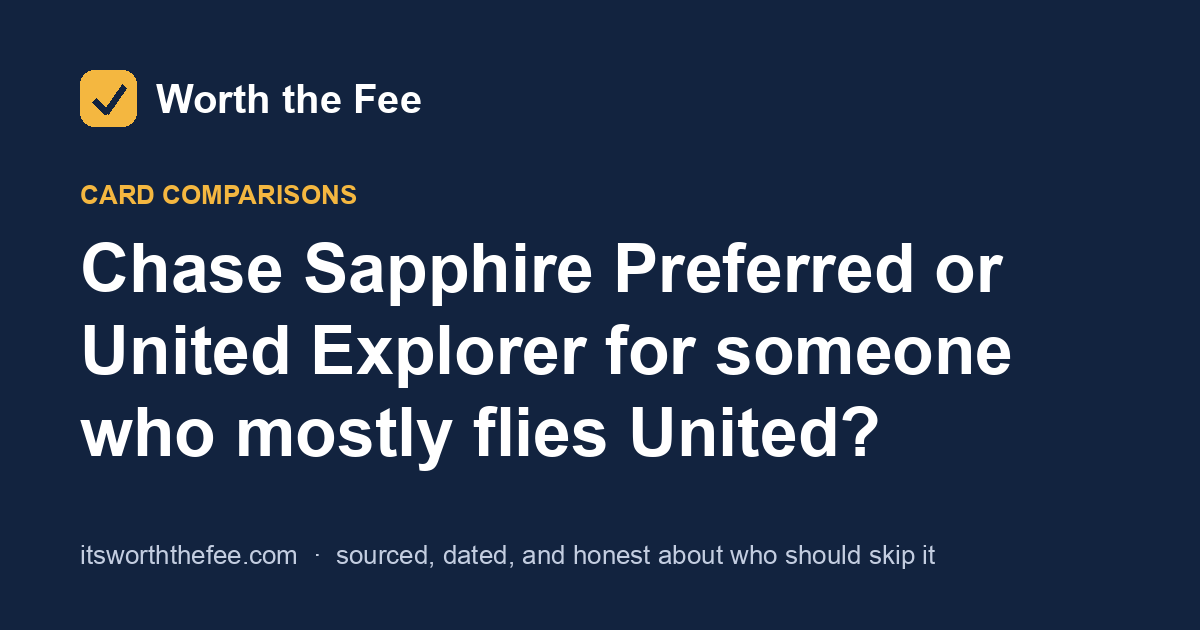 Worth the Fee
CARD COMPARISONS
Chase Sapphire Preferred or
United Explorer for someone
who mostly flies United?
itsworththefee.com · sourced, dated, and honest about who should skip it